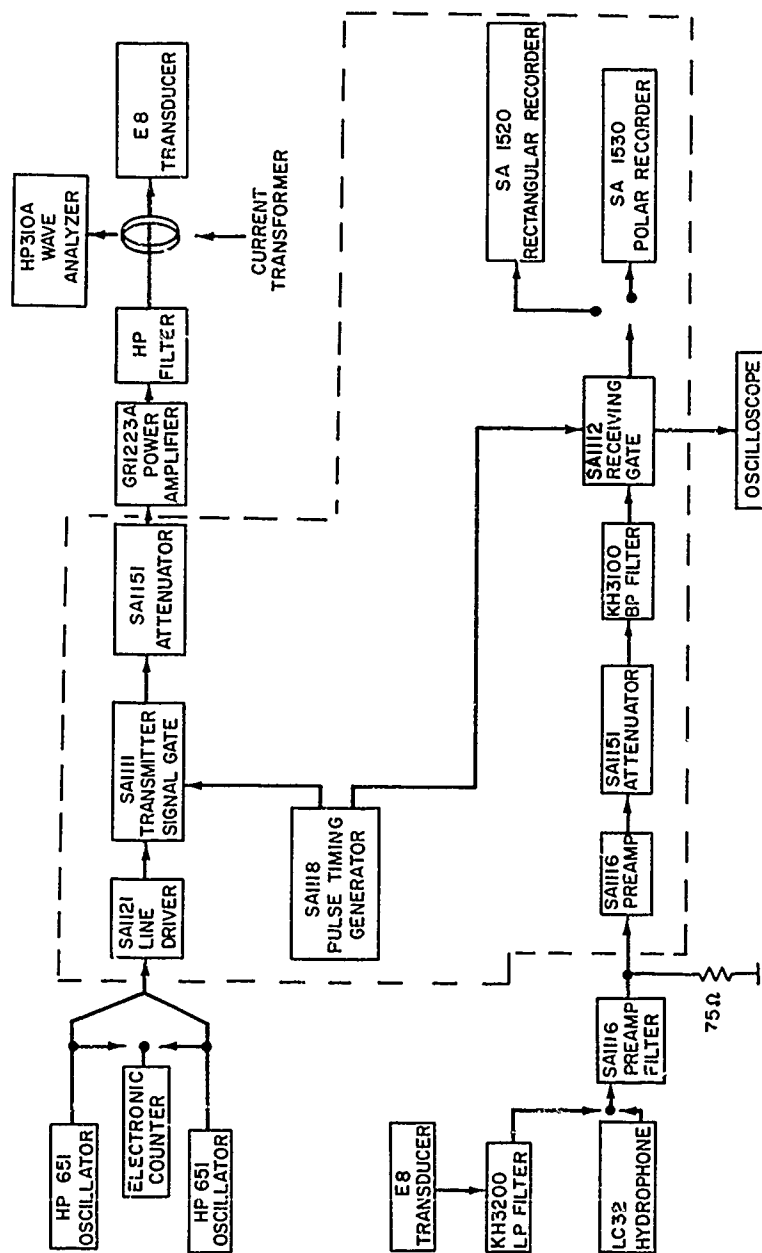 HP 651
OSCILLATOR
ELECTRONIC
COUNTER
HP 651
OSCILLATOR
SA1121
LINE
DRIVER
SA1111
TRANSMITTER
SIGNAL GATE
SA1151
ATTENUATOR
GR1223A
POWER
AMPLIFIER
HP
FILTER
HP310A
WAVE
ANALYZER
CURRENT
TRANSFORMER
E8
TRANSDUCER
SA1118
PULSE TIMING
GENERATOR
E8
TRANSDUCER
KH3200
LP FILTER
LC32
HYDROPHONE
SA1116
PREAMP
FILTER
75Ω
SA1116
PREAMP
SA1151
ATTENUATOR
KH3100
BP FILTER
SA1112
RECEIVING
GATE
OSCILLOSCOPE
SA 1520
RECTANGULAR RECORDER
SA 1530
POLAR RECORDER